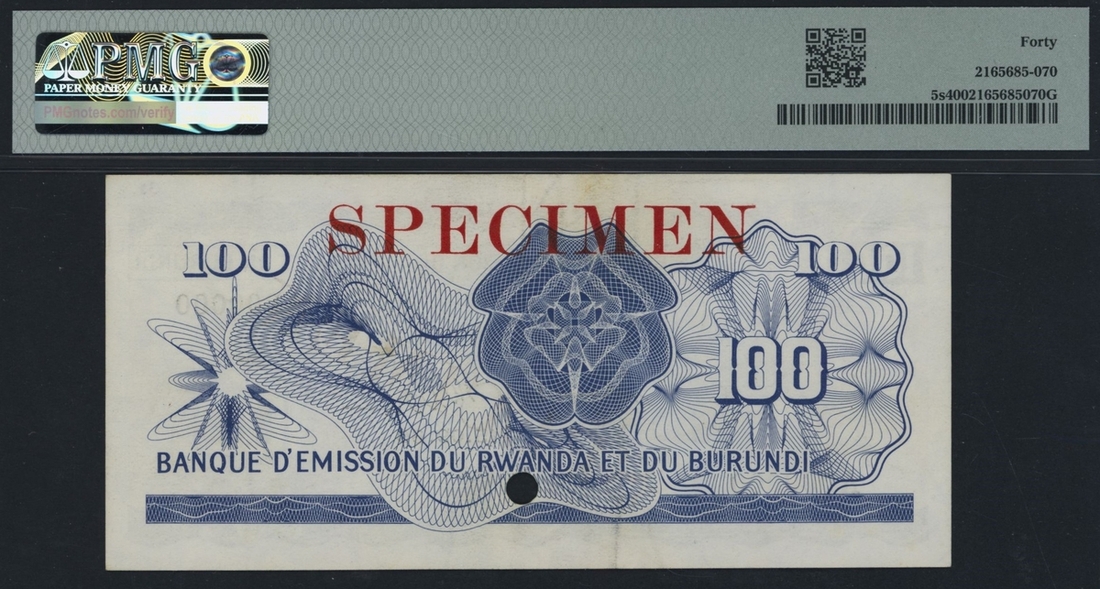 PMG
PAPER MONEY GUARANTY
PMGnotes.com/verify
Forty
2165685-070
5s4002165685070G
SPECIMEN
100
100
100
BANQUE D'EMISSION DU RWANDA ET DU BURUNDI